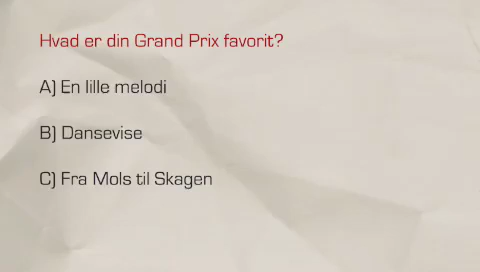 Hvad er din Grand Prix favorit?
A) En lille melodi
B) Dansevise
C) Fra Mols til Skagen